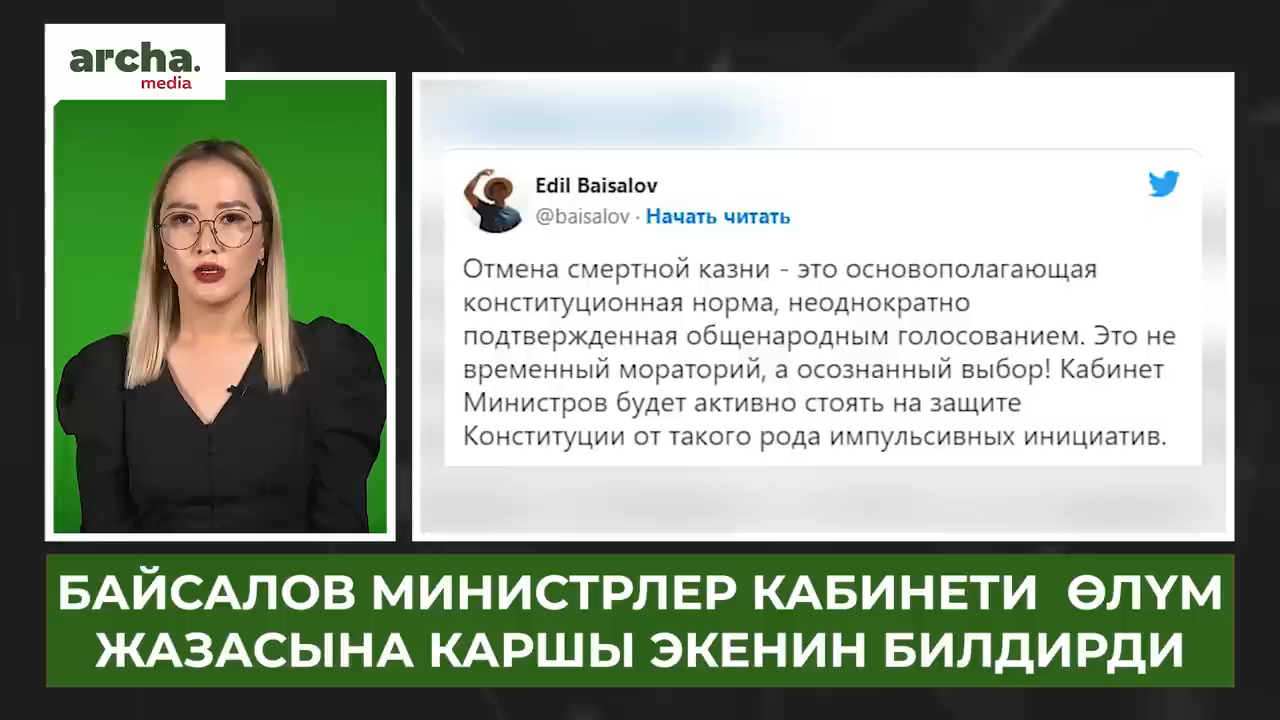 archa.
media
Edil Baisalov
@baisalov · Начать читать
Отмена смертной казни - это основополагающая
конституционная норма, неоднократно
подтвержденная общенародным голосованием. Это не
временный мораторий, а осознанный выбор! Кабинет
Министров будет активно стоять на защите
Конституции от такого рода импульсивных инициатив.
БАЙСАЛОВ МИНИСТРЛЕР КАБИНЕТИ ӨЛҮМ
ЖАЗАСЫНА КАРШЫ ЭКЕНИН БИЛДИРДИ